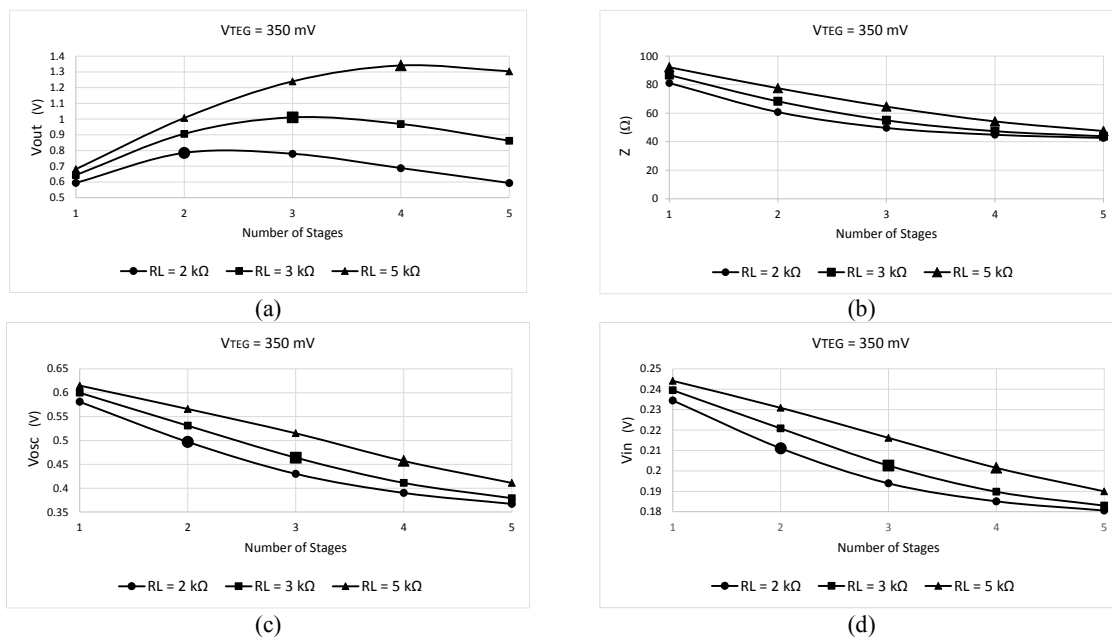 VTEG = 350 mV
1.4
1.3
1.2
1.1
1
0.9
0.8
0.7
0.6
0.5
Vout (V)
1 2 3 4 5
Number of Stages
RL = 2 kΩ RL = 3 kΩ RL = 5 kΩ
(a)
VTEG = 350 mV
100
80
60
40
20
0
Z (Ω)
1 2 3 4 5
Number of Stages
RL = 2 kΩ RL = 3 kΩ RL = 5 kΩ
(b)
VTEG = 350 mV
0.65
0.6
0.55
0.5
0.45
0.4
0.35
Vosc (V)
1 2 3 4 5
Number of Stages
RL = 2 kΩ RL = 3 kΩ RL = 5 kΩ
(c)
VTEG = 350 mV
0.25
0.24
0.23
0.22
0.21
0.2
0.19
0.18
Vin (V)
1 2 3 4 5
Number of Stages
RL = 2 kΩ RL = 3 kΩ RL = 5 kΩ
(d)